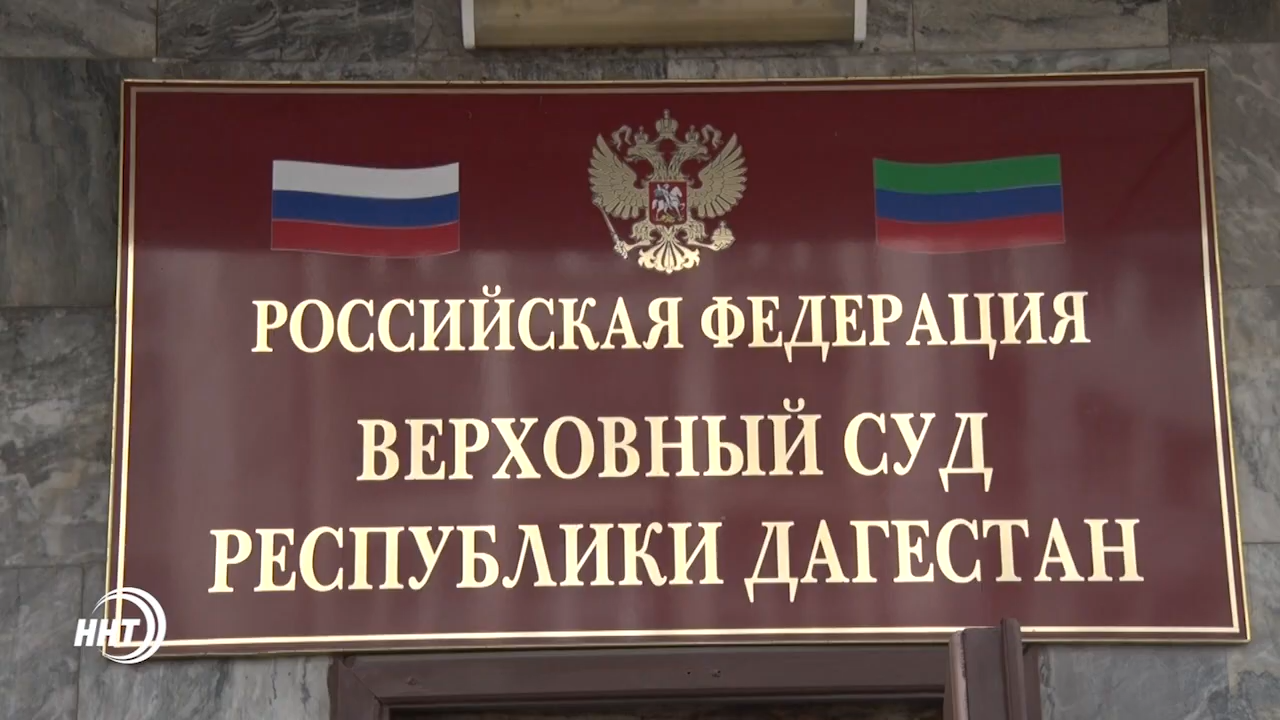 РОССИЙСКАЯ ФЕДЕРАЦИЯ
ВЕРХОВНЫЙ СУД
РЕСПУБЛИКИ ДАГЕСТАН
ННТ